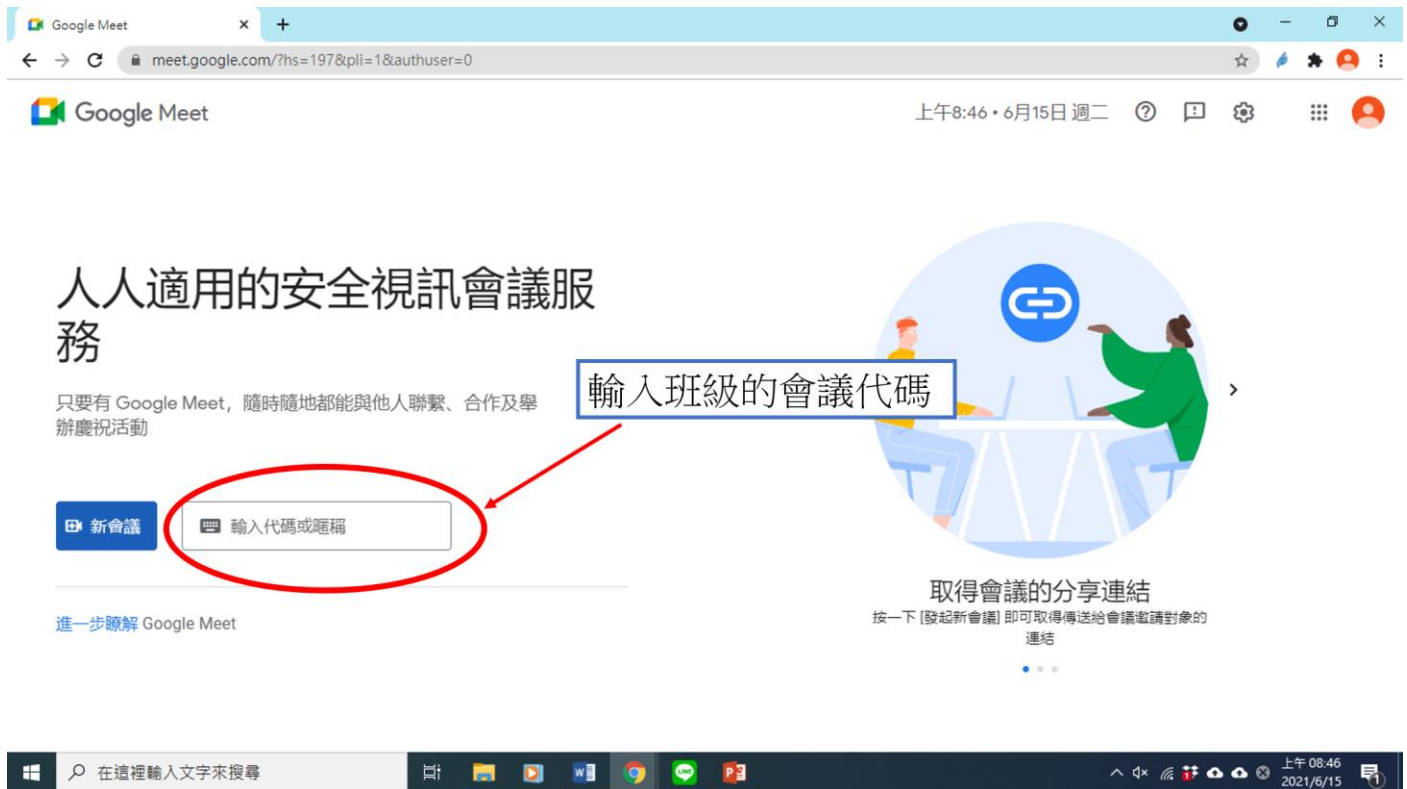 Google Meet
meet.google.com/?hs=197&pli=1&authuser=0
Google Meet
上午8:46 • 6月15日 週二
人人適用的安全視訊會議服
務
只要有 Google Meet，隨時隨地都能與他人聯繫、合作及舉
辦慶祝活動
輸入班級的會議代碼
新會議
輸入代碼或暱稱
進一步瞭解 Google Meet
取得會議的分享連結
按一下 [發起新會議] 即可取得傳送給會議邀請對象的
連結
在這裡輸入文字來搜尋
上午 08:46
2021/6/15